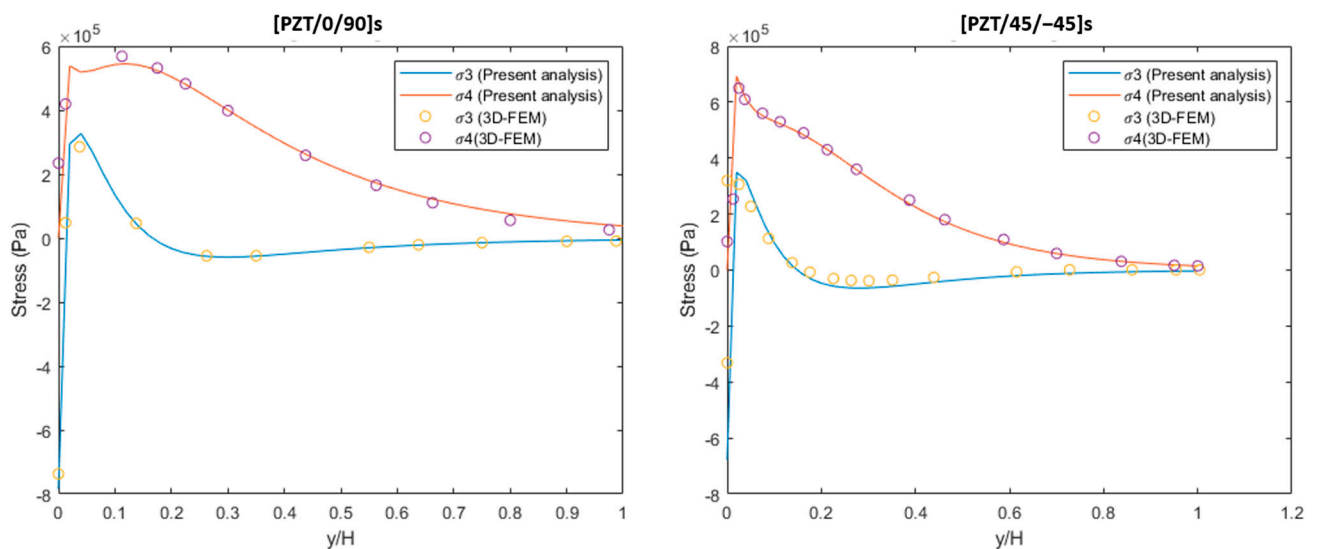 [PZT/0/90]s
×10⁵
6
4
2
0
-2
-4
-6
-8
Stress (Pa)
0 0.1 0.2 0.3 0.4 0.5 0.6 0.7 0.8 0.9 1
y/H
σ3 (Present analysis)
σ4 (Present analysis)
σ3 (3D-FEM)
σ4(3D-FEM)
[PZT/45/–45]s
×10⁵
8
6
4
2
0
-2
-4
-6
-8
Stress (Pa)
0 0.2 0.4 0.6 0.8 1 1.2
y/H
σ3 (Present analysis)
σ4 (Present analysis)
σ3 (3D-FEM)
σ4(3D-FEM)